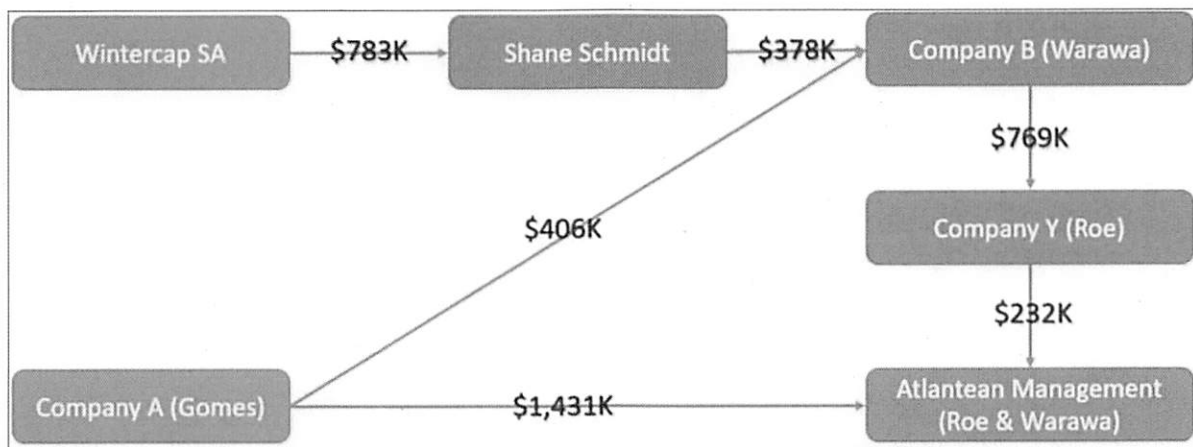 Wintercap SA
$783K
Shane Schmidt
$378K
Company B (Warawa)
$769K
$406K
Company Y (Roe)
$232K
Company A (Gomes)
$1,431K
Atlantean Management
(Roe & Warawa)